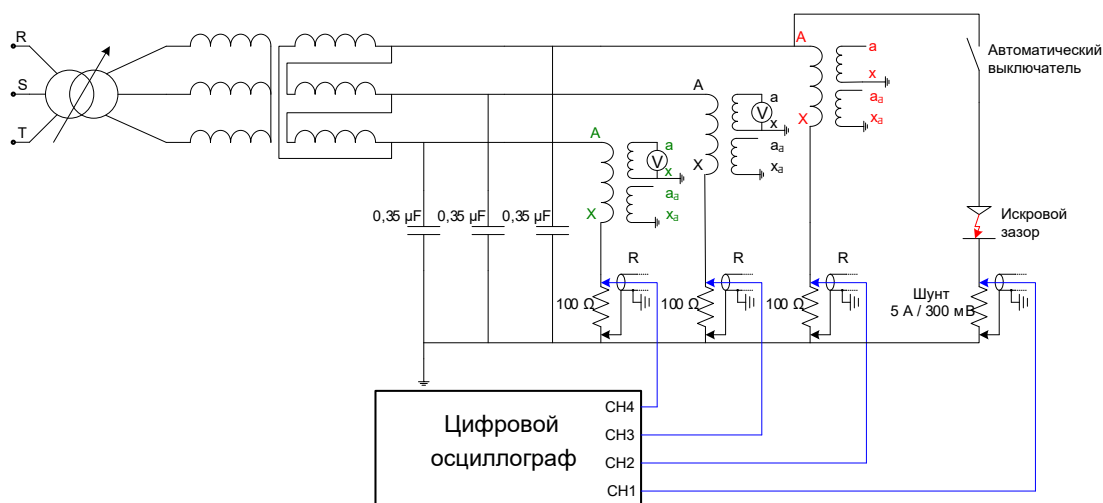 R
S
T
A
X
a
x
aₐ
xₐ
Автоматический
выключатель
A
X
a
V
x
aₐ
xₐ
A
X
a
V
x
aₐ
xₐ
0,35 µF
0,35 µF
0,35 µF
Искровой
зазор
R
R
R
100 Ω
100 Ω
100 Ω
Шунт
5 А / 300 мВ
Цифровой
осциллограф
CH4
CH3
CH2
CH1